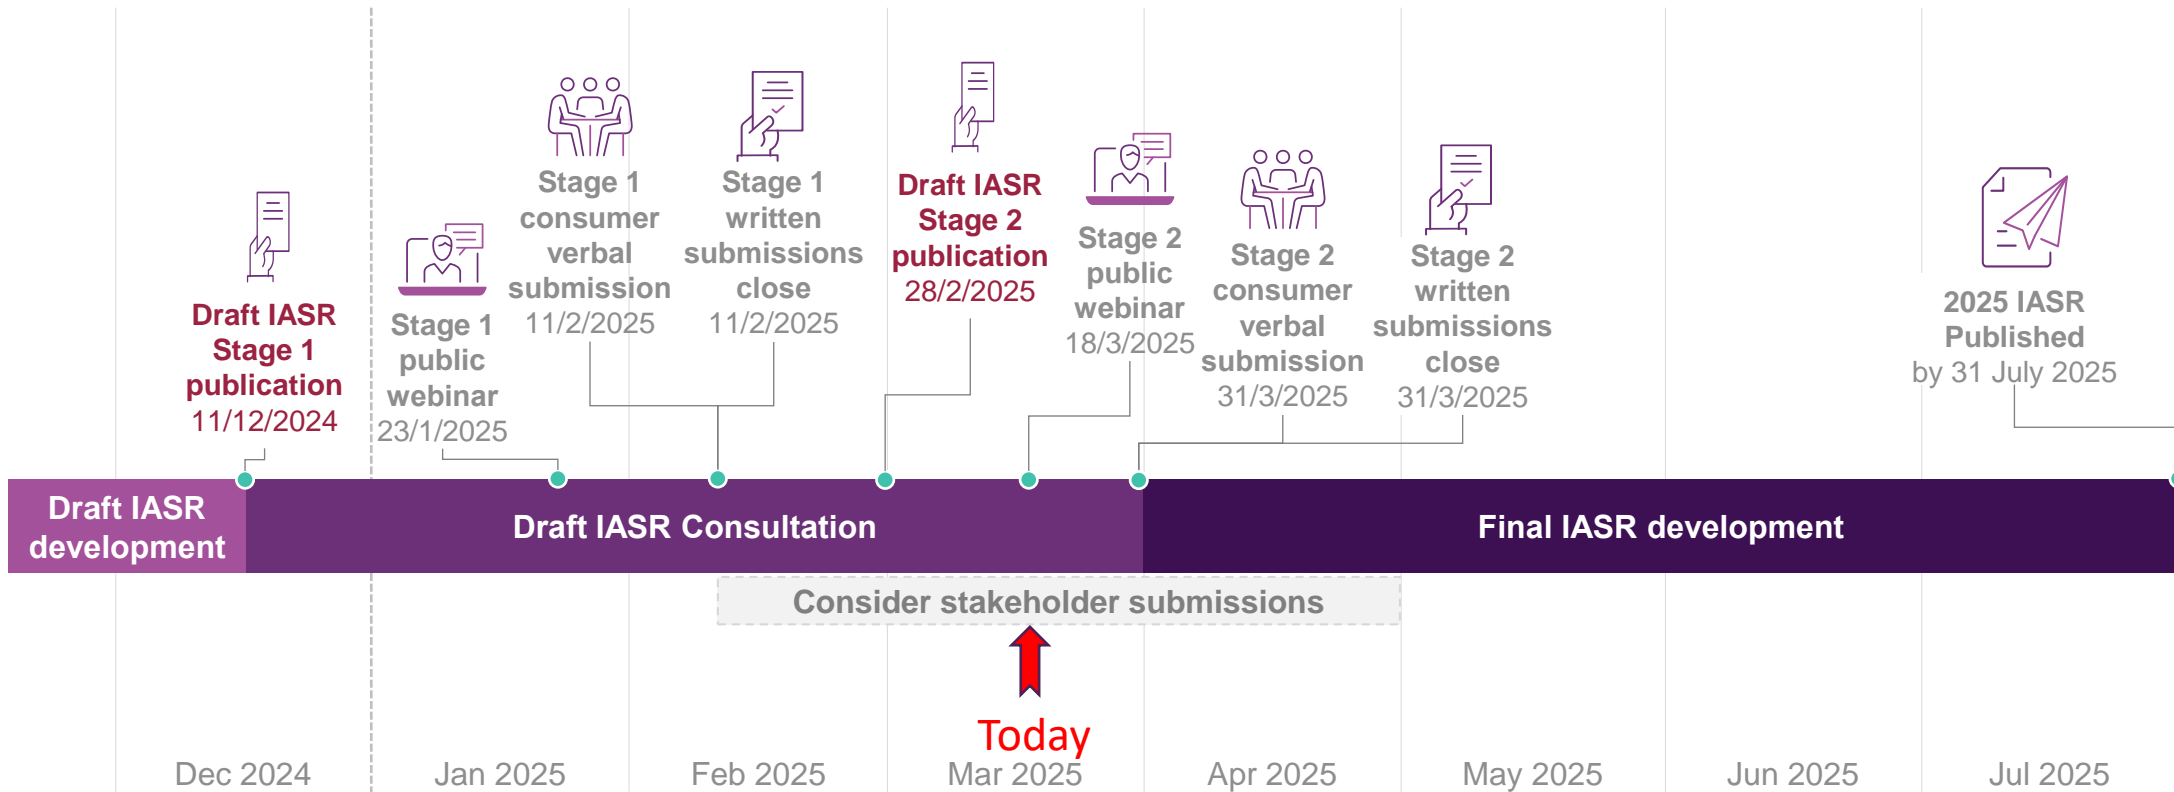 Draft IASR
Stage 1
publication
11/12/2024
Stage 1
public
webinar
23/1/2025
Stage 1
consumer
verbal
submission
11/2/2025
Stage 1
written
submissions
close
11/2/2025
Draft IASR
Stage 2
publication
28/2/2025
Stage 2
public
webinar
18/3/2025
Stage 2
consumer
verbal
submission
31/3/2025
Stage 2
written
submissions
close
31/3/2025
2025 IASR
Published
by 31 July 2025
Draft IASR
development
Draft IASR Consultation
Final IASR development
Consider stakeholder submissions
Today
Dec 2024
Jan 2025
Feb 2025
Mar 2025
Apr 2025
May 2025
Jun 2025
Jul 2025